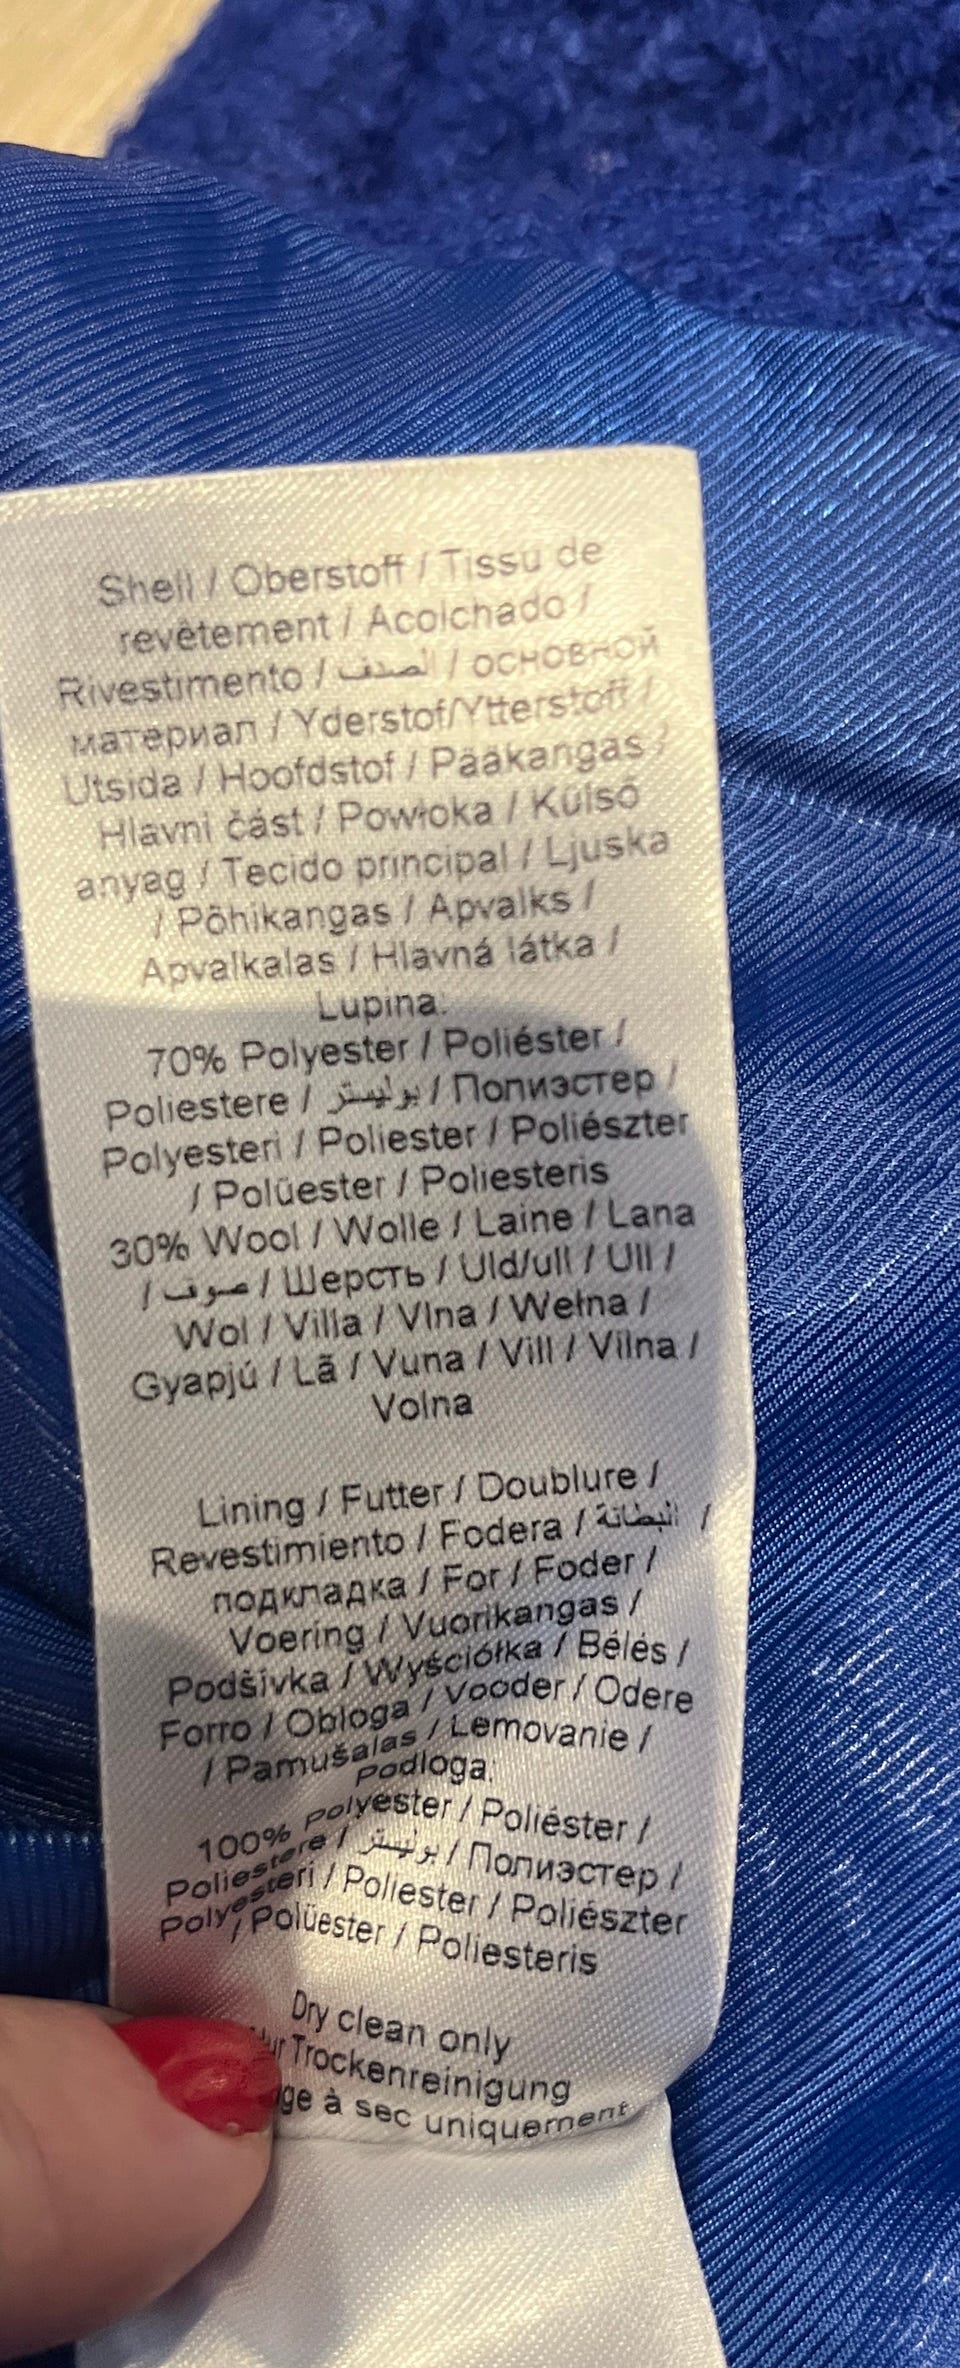 Shell / Oberstoff / Tissu de
revêtement / Acolchado /
Rivestimento / الصدف / основной
материал / Yderstof/Ytterstoff /
Utsida / Hoofdstof / Pääkangas /
Hlavni část / Powłoka / Külső
anyag / Tecido principal / Ljuska
/ Põhikangas / Apvalks /
Apvalkalas / Hlavná látka /
Lupina:
70% Polyester / Poliéster /
Poliestere / بوليستر / Полиэстер /
Polyesteri / Poliester / Poliészter
/ Polüester / Poliesteris
30% Wool / Wolle / Laine / Lana
/ صوف / Шерсть / Uld/ull / Ull /
Wol / Villa / Vlna / Wełna /
Gyapjú / Lã / Vuna / Vill / Vilna /
Volna
Lining / Futter / Doublure /
Revestimiento / Fodera / البطانة /
подкладка / For / Foder /
Voering / Vuorikangas /
Podšívka / Wyściółka / Bélés /
Forro / Obloga / Vooder / Odere
/ Pamušalas / Lemovanie /
Podloga:
100% Polyester / Poliéster /
Poliestere / بوليستر / Полиэстер /
Polyesteri / Poliester / Poliészter
/ Polüester / Poliesteris
Dry clean only
Trockenreinigung
à sec uniquement